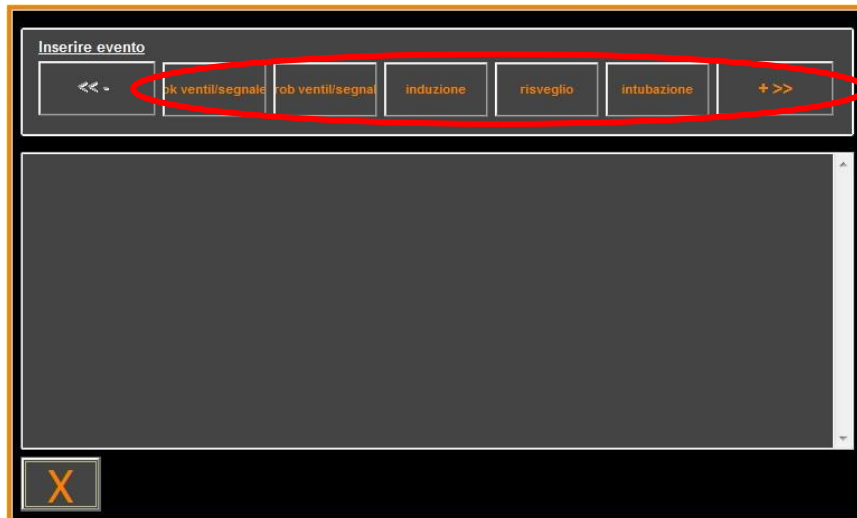 Inserire evento
<< - ok ventil/segnale rob ventil/segnal induzione risveglio intubazione + >>
X